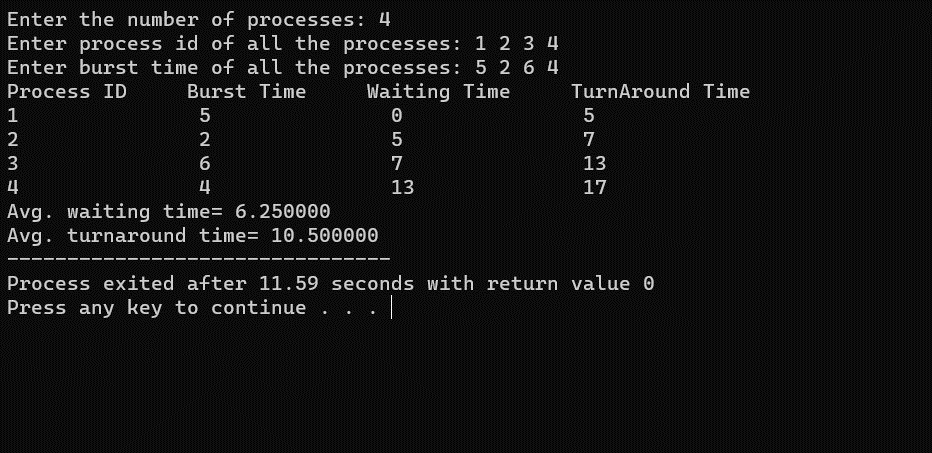 Enter the number of processes: 4
Enter process id of all the processes: 1 2 3 4
Enter burst time of all the processes: 5 2 6 4
Process ID     Burst Time     Waiting Time     TurnAround Time
1               5               0               5
2               2               5               7
3               6               7               13
4               4               13              17
Avg. waiting time= 6.250000
Avg. turnaround time= 10.500000
--------------------------------
Process exited after 11.59 seconds with return value 0
Press any key to continue . . .